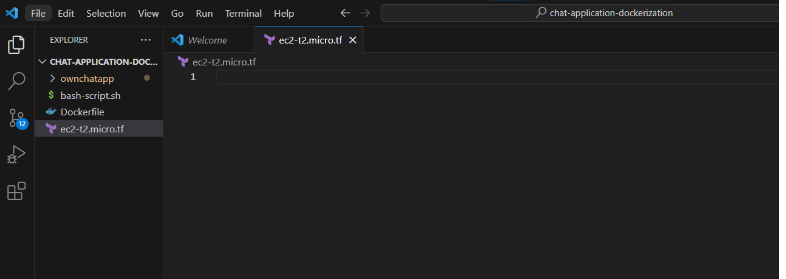 File Edit Selection View Go Run Terminal Help
chat-application-dockerization
EXPLORER
Welcome
ec2-t2.micro.tf
CHAT-APPLICATION-DOC...
ownchatapp
bash-script.sh
Dockerfile
ec2-t2.micro.tf
ec2-t2.micro.tf
1
12